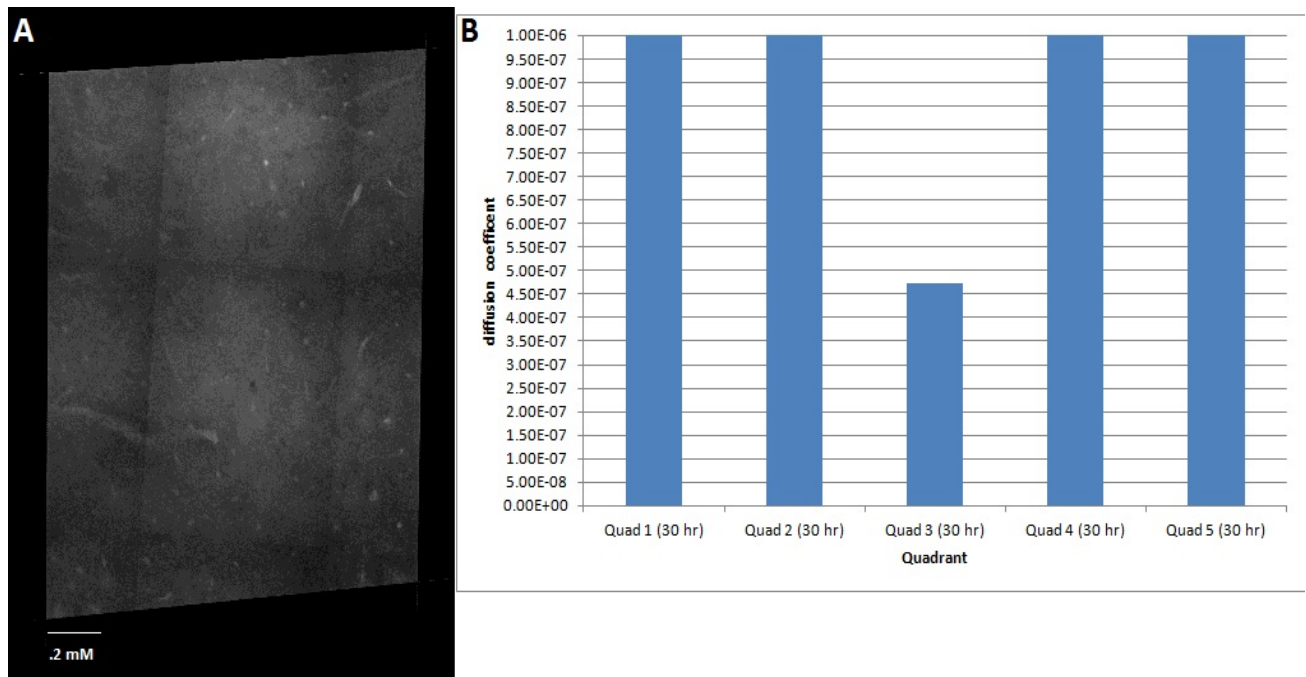 A
.2 mM
B
1.00E-06
9.50E-07
9.00E-07
8.50E-07
8.00E-07
7.50E-07
7.00E-07
6.50E-07
6.00E-07
5.50E-07
5.00E-07
4.50E-07
4.00E-07
3.50E-07
3.00E-07
2.50E-07
2.00E-07
1.50E-07
1.00E-07
5.00E-08
0.00E+00
diffusion coefficent
Quad 1 (30 hr) Quad 2 (30 hr) Quad 3 (30 hr) Quad 4 (30 hr) Quad 5 (30 hr)
Quadrant